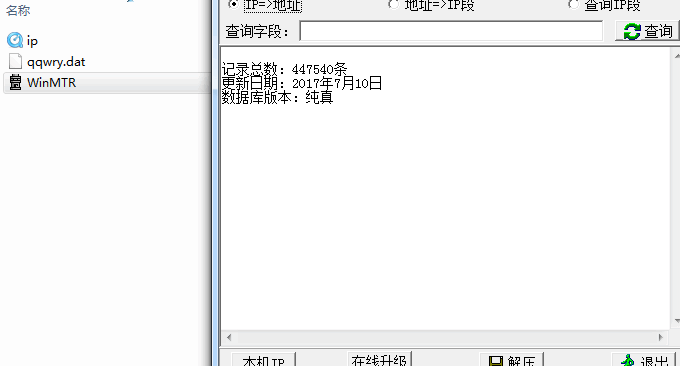 名称
ip
qqwry.dat
WinMTR
IP=>地址
地址=>IP段
查询IP段
查询字段：
查询
记录总数：447540条
更新日期：2017年7月10日
数据库版本：纯真
本机IP
在线升级
解压
退出